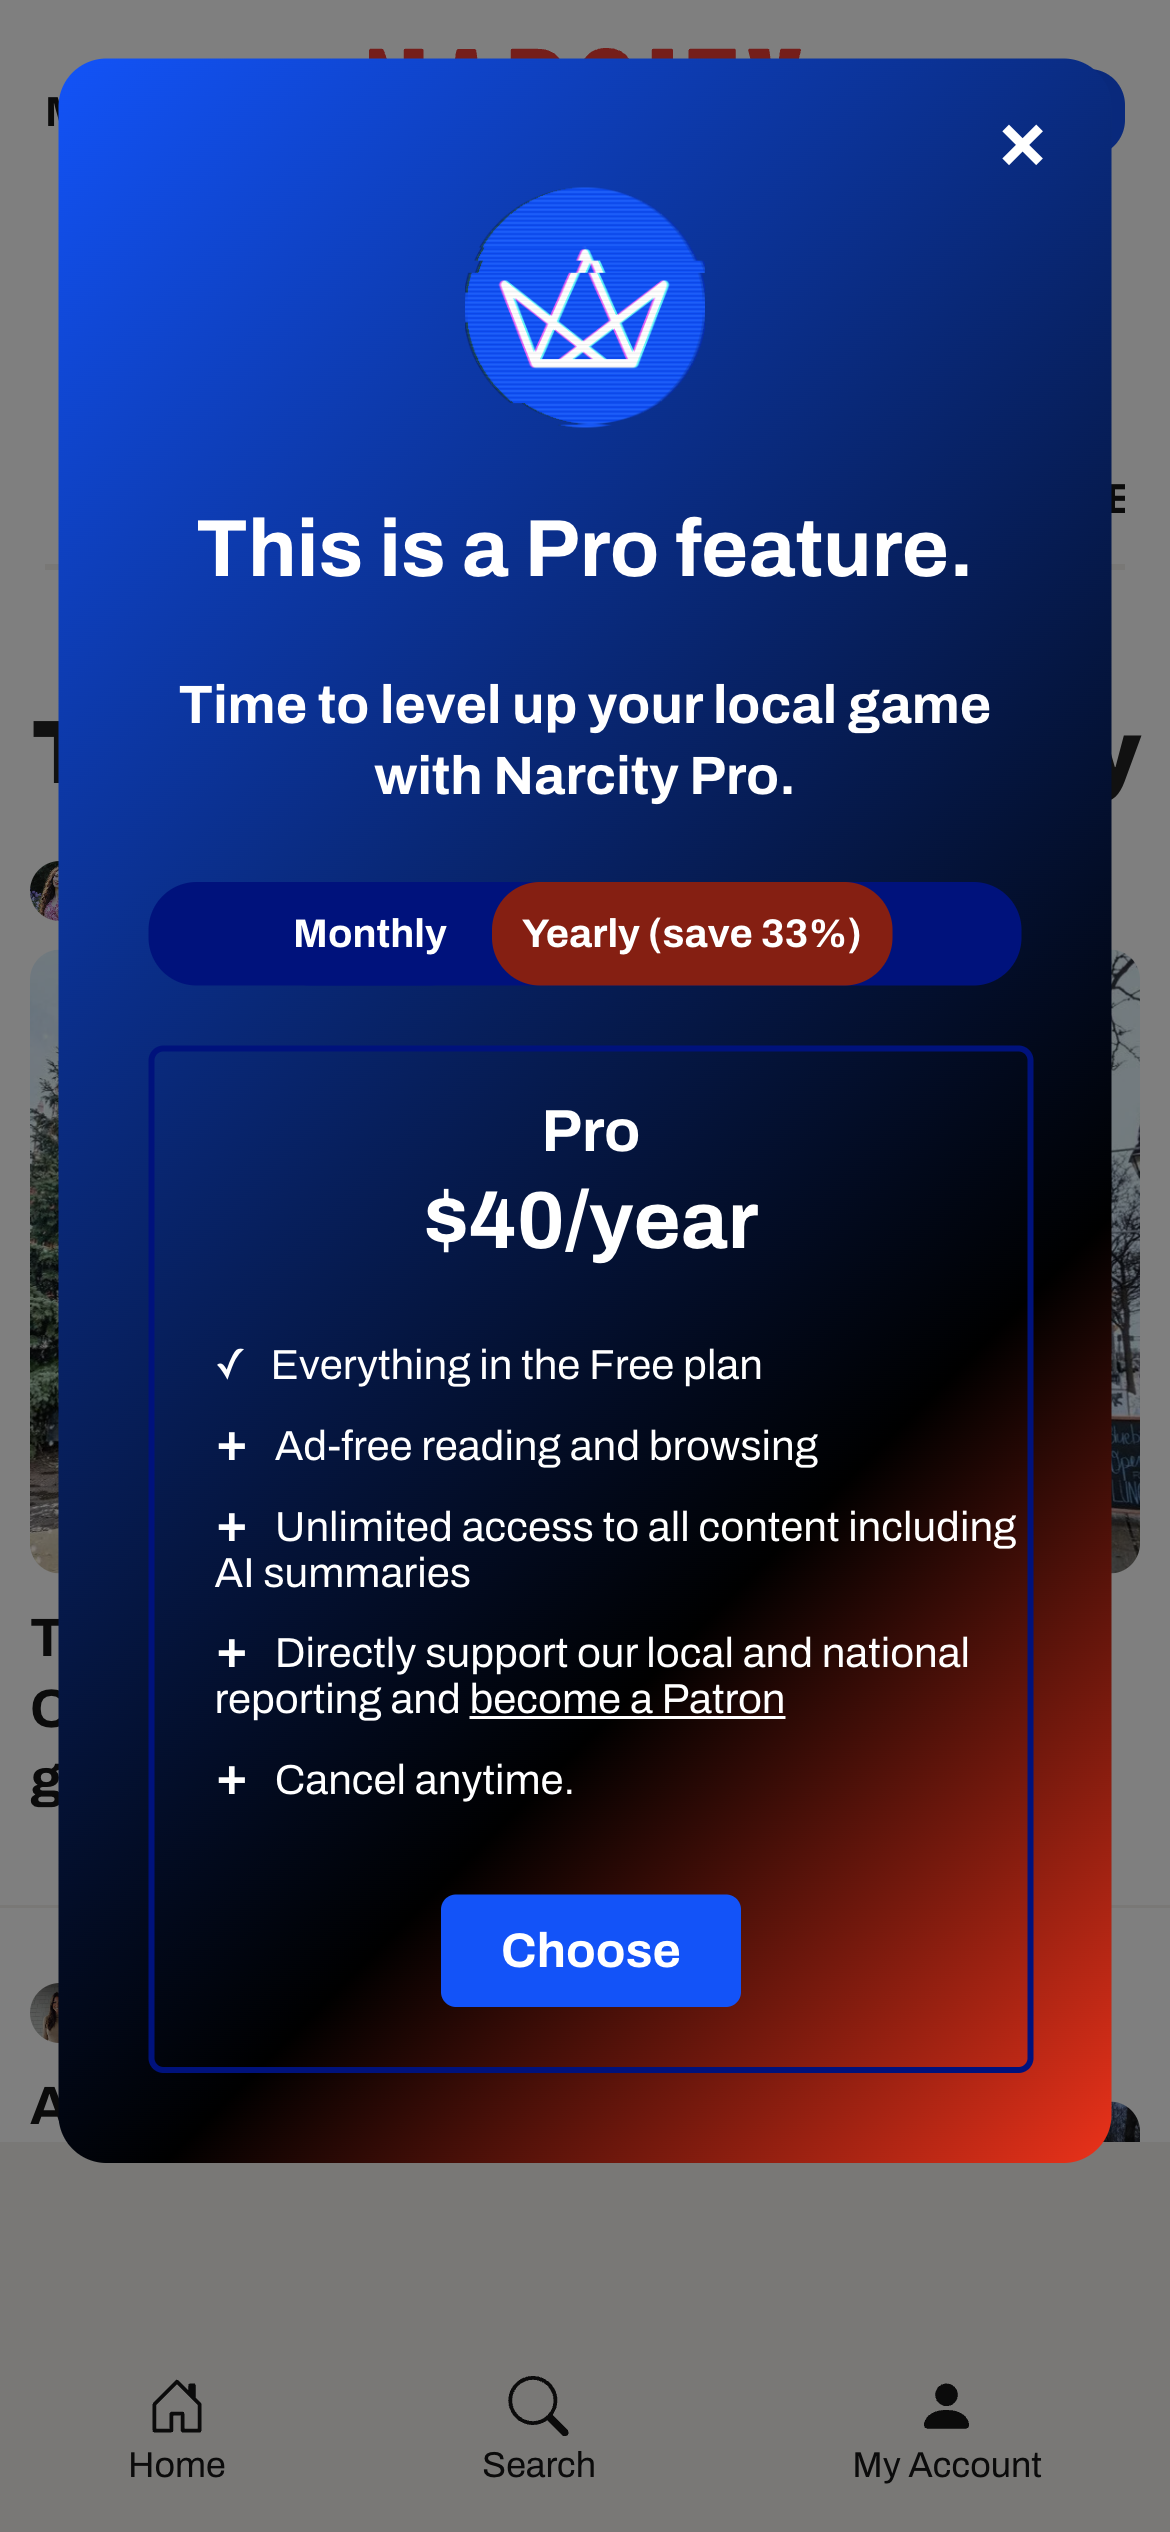 NARCITY
This is a Pro feature.
Time to level up your local game
with Narcity Pro.
Monthly
Yearly (save 33%)
Pro
$40/year
✓ Everything in the Free plan
+ Ad-free reading and browsing
+ Unlimited access to all content including
AI summaries
+ Directly support our local and national
reporting and become a Patron
+ Cancel anytime.
Choose
Home
Search
My Account